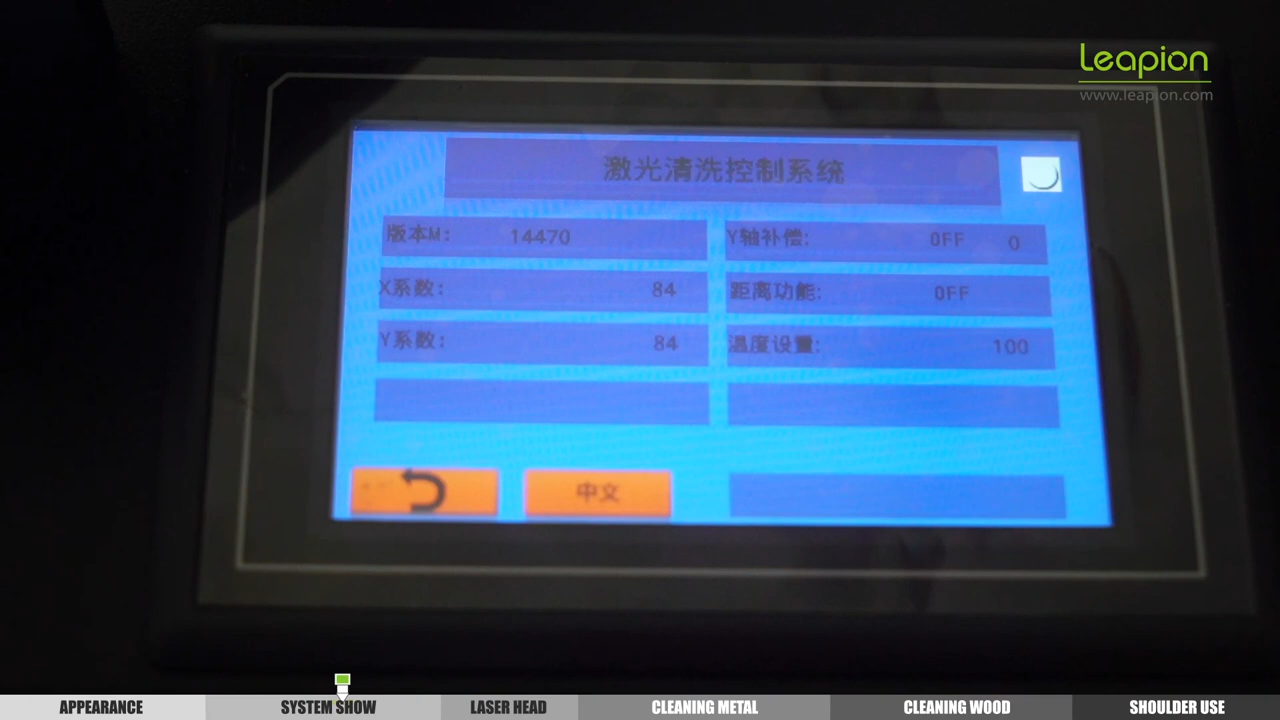 Leapion
www.leapion.com
激光清洗控制系统
版本M: 14470
Y轴补偿: OFF 0
X系数: 84
距离功能: OFF
Y系数: 84
温度设置: 100
中文
APPEARANCE
SYSTEM SHOW
LASER HEAD
CLEANING METAL
CLEANING WOOD
SHOULDER USE